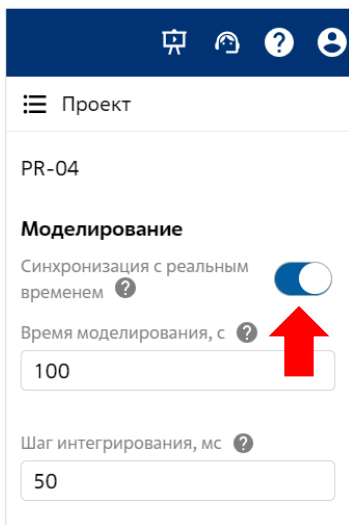 Проект
PR-04
Моделирование
Синхронизация с реальным
временем ?
Время моделирования, с ?
100
Шаг интегрирования, мс ?
50